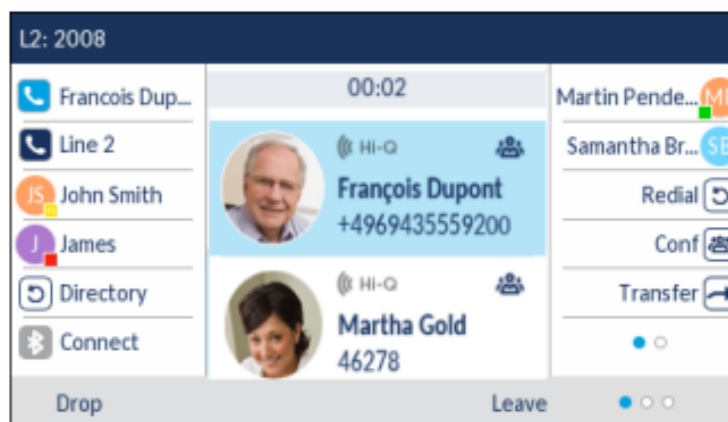 L2: 2008
Francois Dup...
Line 2
JS John Smith
J James
Directory
Connect
00:02
Hi-Q
François Dupont
+4969435559200
Hi-Q
Martha Gold
46278
Martin Pende...
Samantha Br... SB
Redial
Conf
Transfer
Drop
Leave